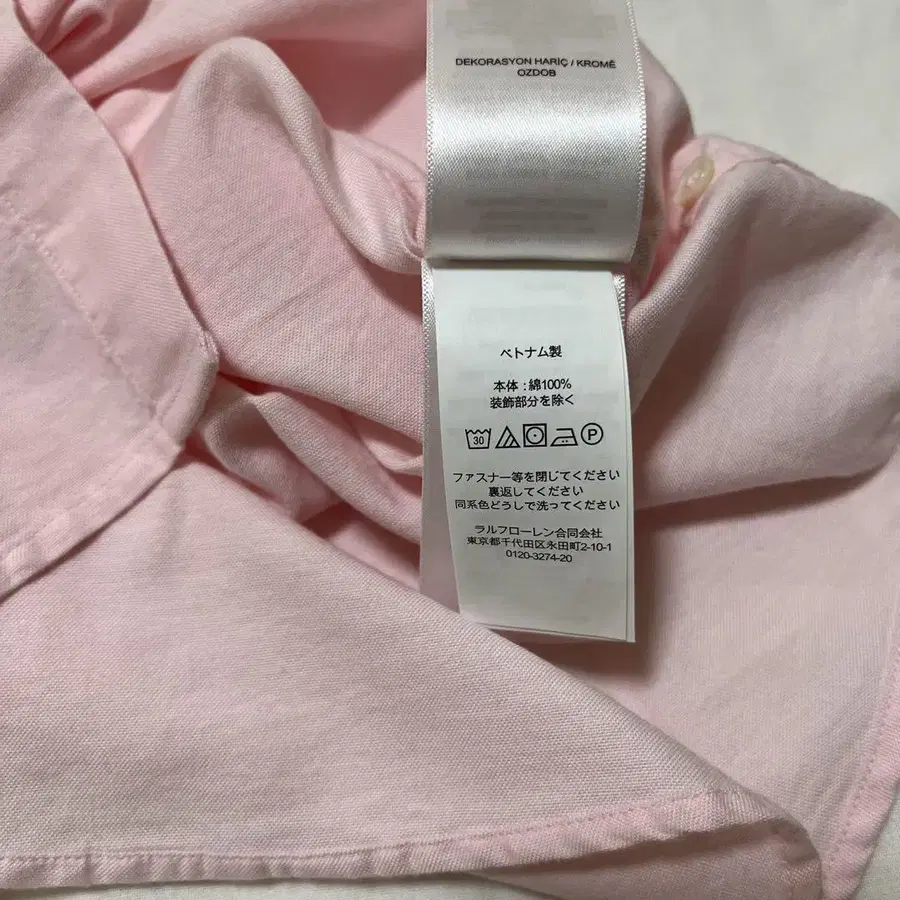 DEKORASYON HARİÇ / KROMĚ
OZDOB
ベトナム製
本体 : 綿100%
装飾部分を除く
30
P
ファスナー等を閉じてください
裏返してください
同系色どうしで洗ってください
ラルフローレン合同会社
東京都千代田区永田町2-10-1
0120-3274-20